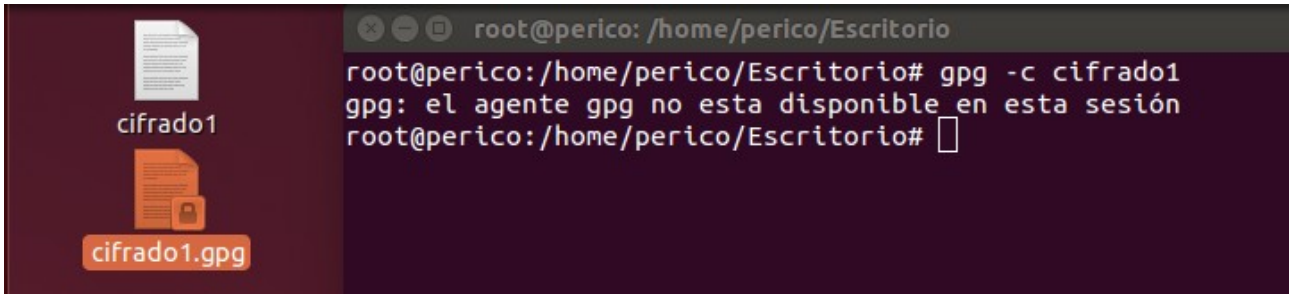 cifrado1
cifrado1.gpg
root@perico: /home/perico/Escritorio
root@perico:/home/perico/Escritorio# gpg -c cifrado1
gpg: el agente gpg no esta disponible en esta sesión
root@perico:/home/perico/Escritorio#